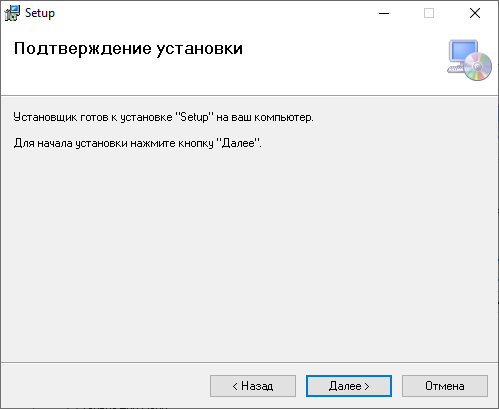 Setup
Подтверждение установки
Установщик готов к установке "Setup" на ваш компьютер.
Для начала установки нажмите кнопку "Далее".
< Назад
Далее >
Отмена